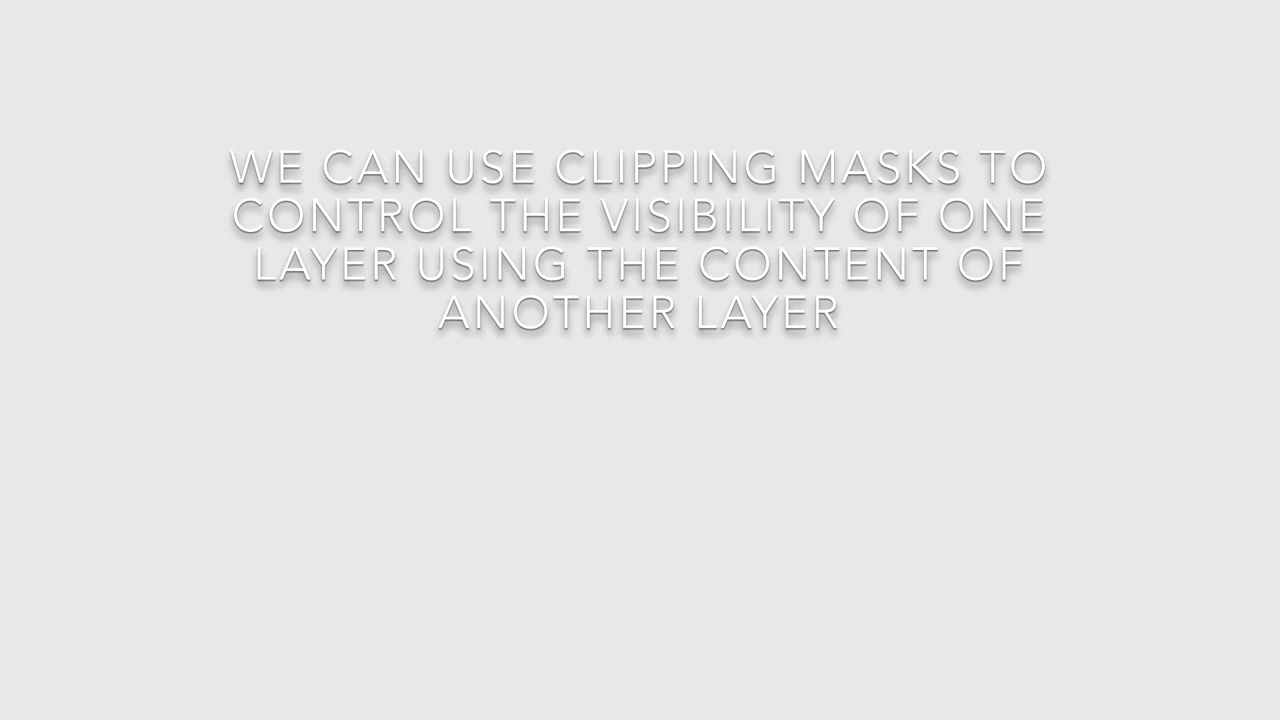 WE CAN USE CLIPPING MASKS TO
CONTROL THE VISIBILITY OF ONE
LAYER USING THE CONTENT OF
ANOTHER LAYER